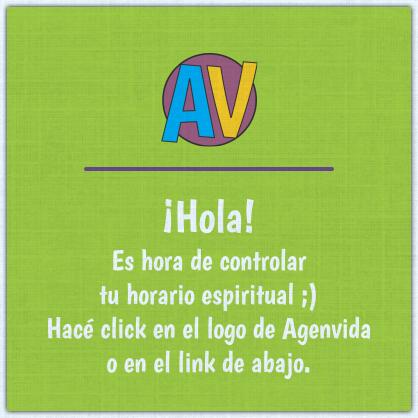 AV
¡Hola!
Es hora de controlar
tu horario espiritual ;)
Hacé click en el logo de Agenvida
o en el link de abajo.